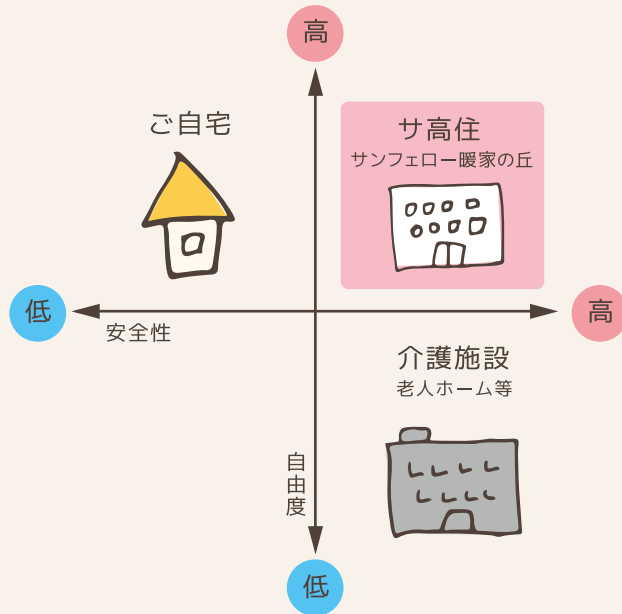 高
ご自宅
サ高住
サンフェロー暖家の丘
低
安全性
高
介護施設
老人ホーム等
自由度
低